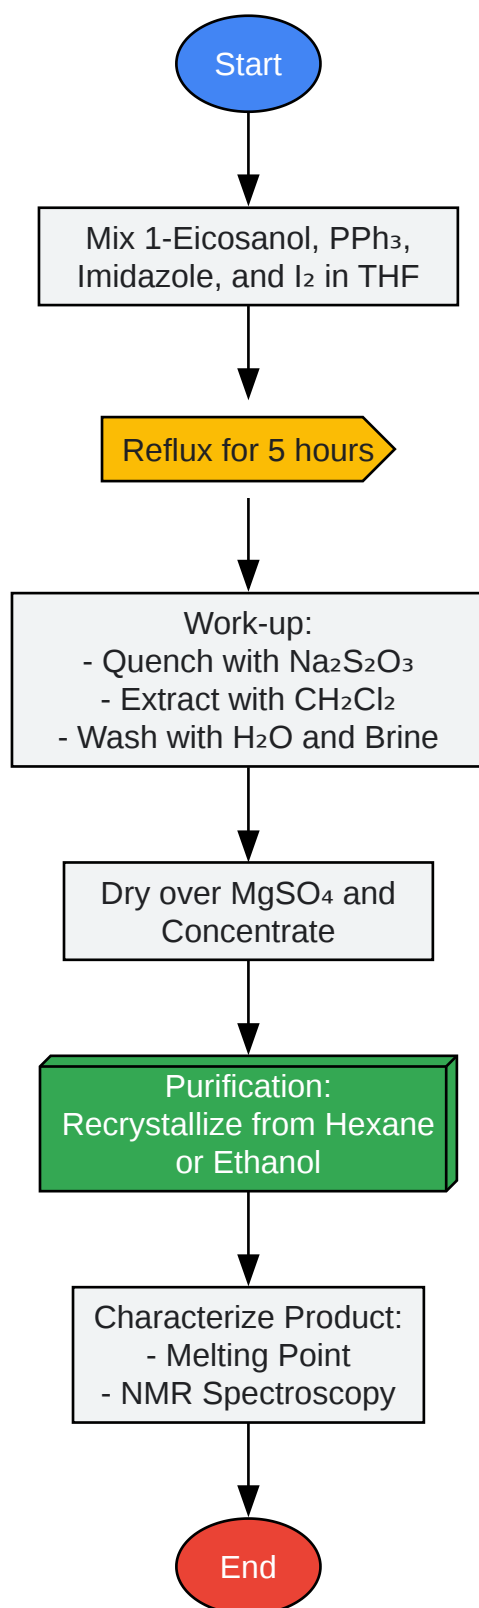 Start
Mix 1-Eicosanol, PPh₃,
Imidazole, and I₂ in THF
Reflux for 5 hours
Work-up:
- Quench with Na₂S₂O₃
- Extract with CH₂Cl₂
- Wash with H₂O and Brine
Dry over MgSO₄ and
Concentrate
Purification:
Recrystallize from Hexane
or Ethanol
Characterize Product:
- Melting Point
- NMR Spectroscopy
End